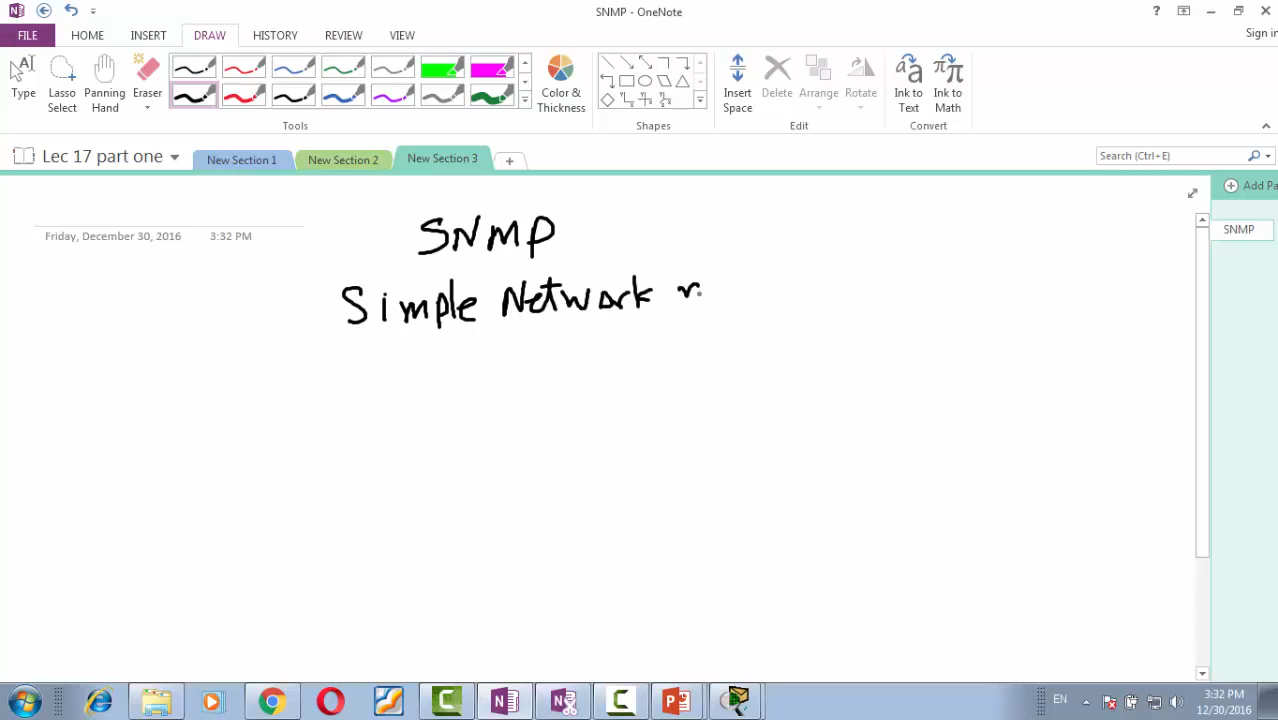 SNMP - OneNote
?
Sign in
FILE HOME INSERT DRAW HISTORY REVIEW VIEW
Type Lasso Select Panning Hand Eraser Color & Thickness Insert Space Delete Arrange Rotate Ink to Text Ink to Math
Tools Shapes Edit Convert
Lec 17 part one New Section 1 New Section 2 New Section 3 + Search (Ctrl+E)
Add Pa
SNMP
Friday, December 30, 2016 3:32 PM
SNMP
Simple Network
EN
3:32 PM
12/30/2016